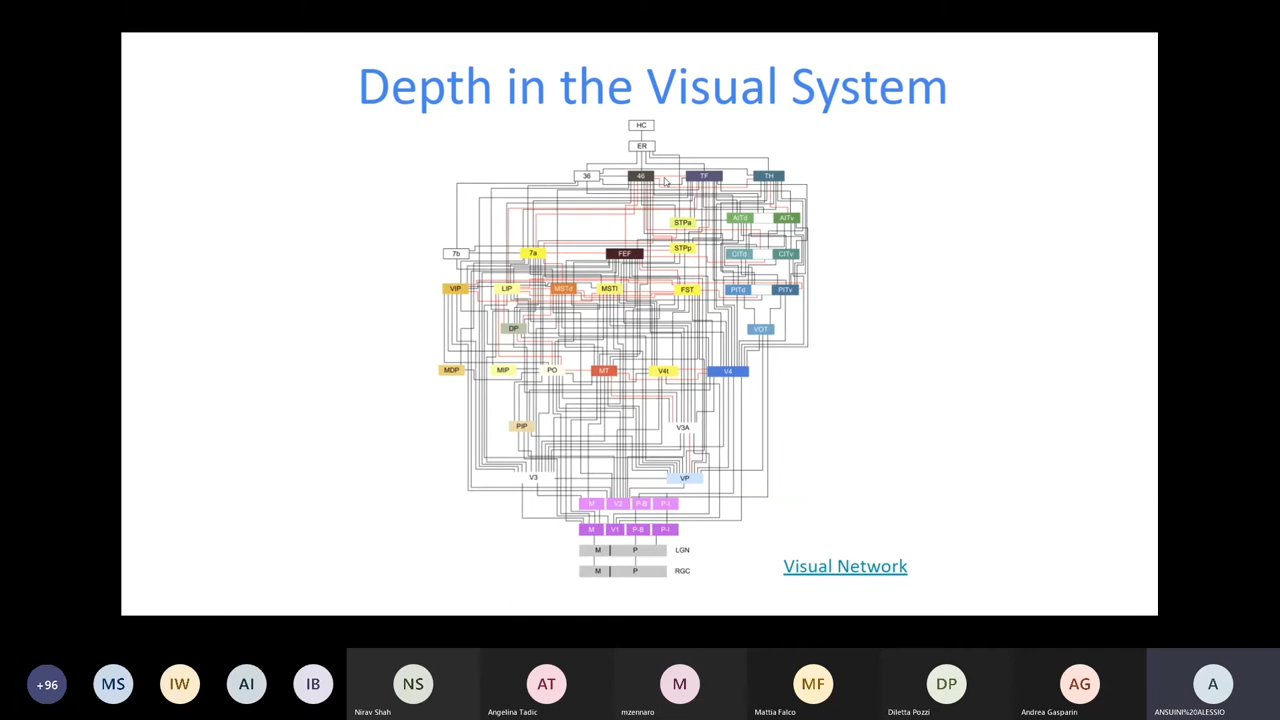 Depth in the Visual System
HC
ER
36 46 TF TH
STPa AITd AITv
7b 7a FEF STPp CITd CITv
VIP LIP MSTd MSTl FST PITd PITv
DP VOT
MDP MIP PO MT V4t V4
PIP V3A
V3 VP
M V2 P-B P-I
M V1 P-B P-I
M P LGN
M P RGC
Visual Network
+96 MS IW AI IB NS AT M MF DP AG A
Nirav Shah Angelina Tadic mzennaro Mattia Falco Diletta Pozzi Andrea Gasparin ANSUINI%20ALESSIO